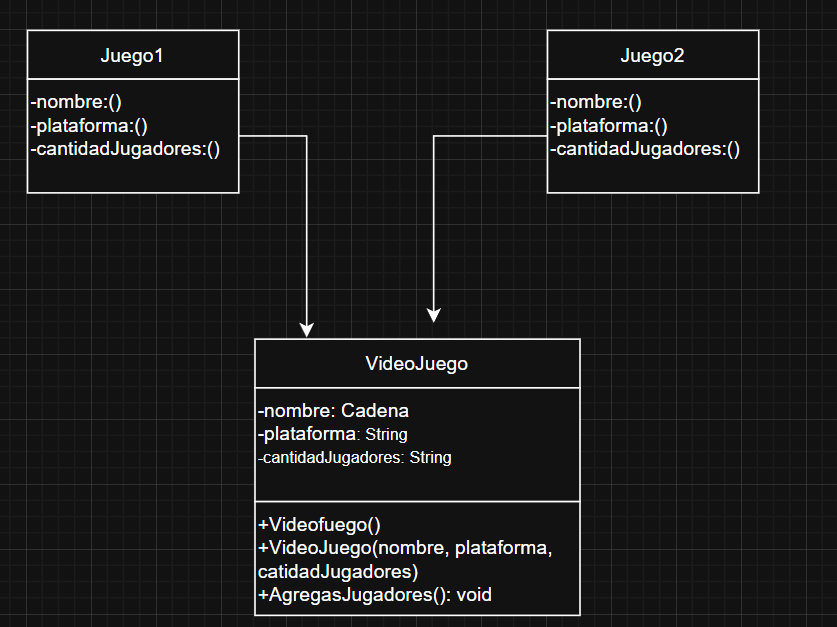 Juego1
-nombre:()
-plataforma:()
-cantidadJugadores:()
Juego2
-nombre:()
-plataforma:()
-cantidadJugadores:()
VideoJuego
-nombre: Cadena
-plataforma: String
-cantidadJugadores: String
+Videofuego()
+VideoJuego(nombre, plataforma,
catidadJugadores)
+AgregasJugadores(): void